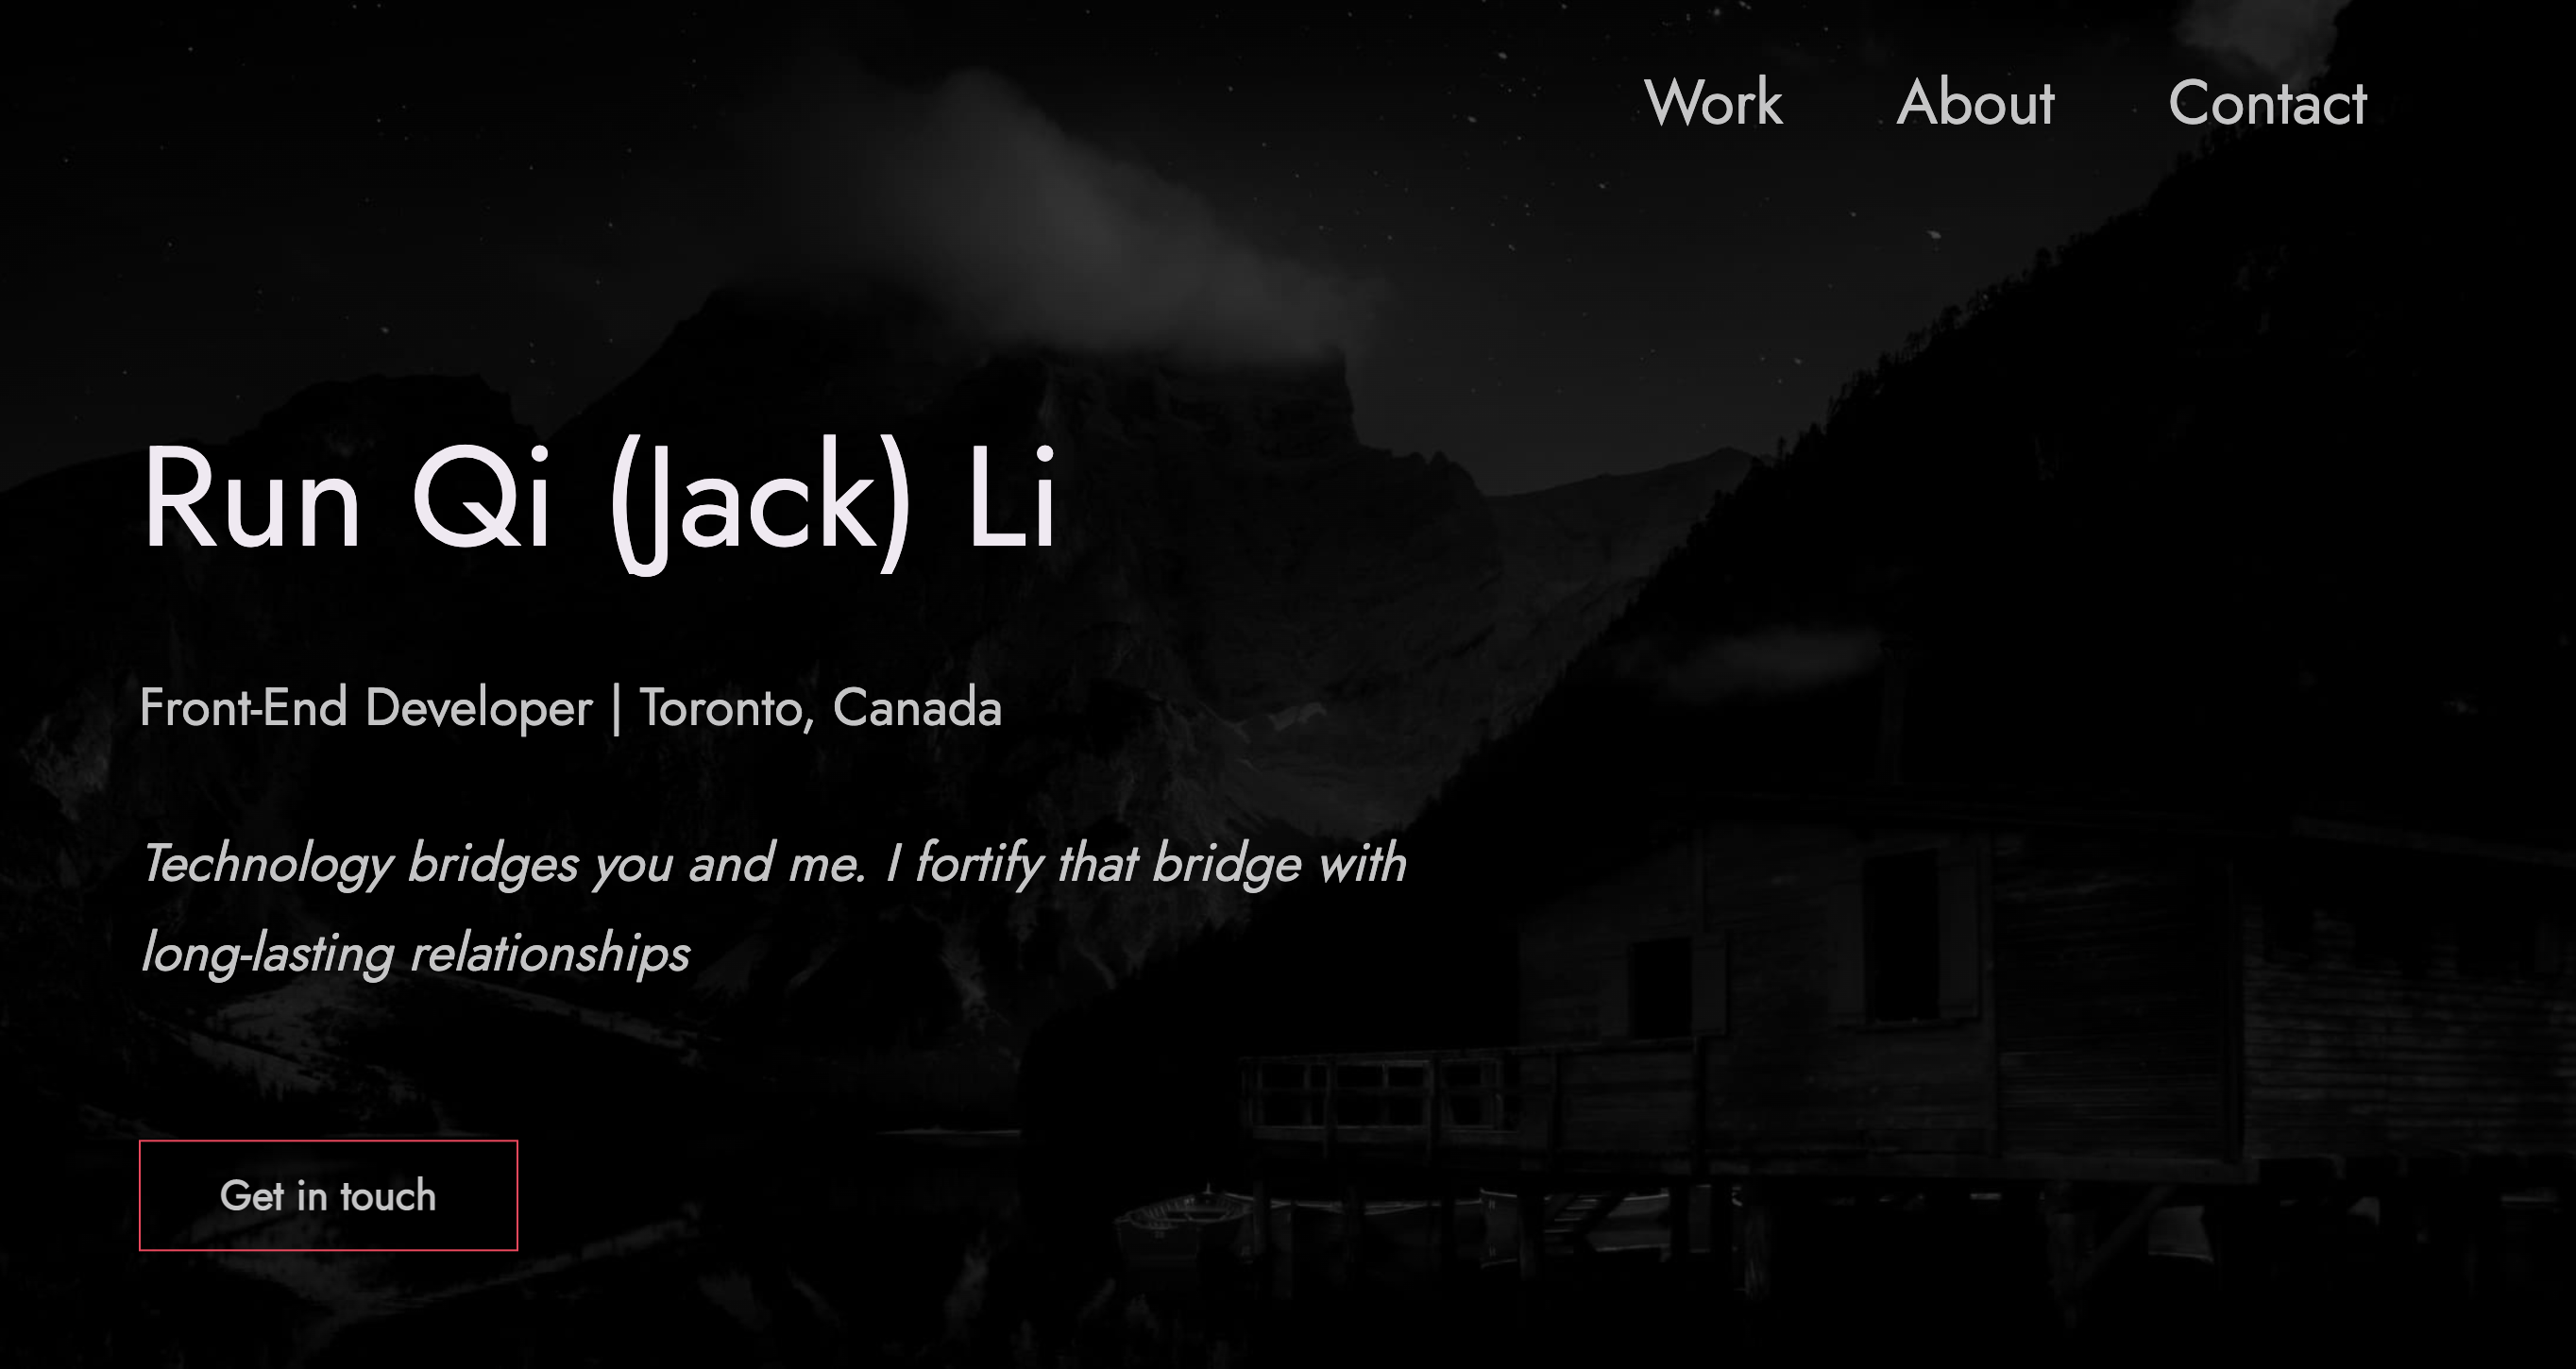 Work About Contact
Run Qi (Jack) Li
Front-End Developer | Toronto, Canada
Technology bridges you and me. I fortify that bridge with
long-lasting relationships
Get in touch